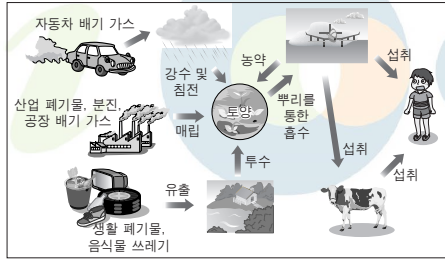 자동차 배기 가스
강수 및
침전
농약
섭취
산업 폐기물, 분진,
공장 배기 가스
매립
토양
뿌리를
통한
흡수
투수
섭취
섭취
유출
생활 폐기물,
음식물 쓰레기